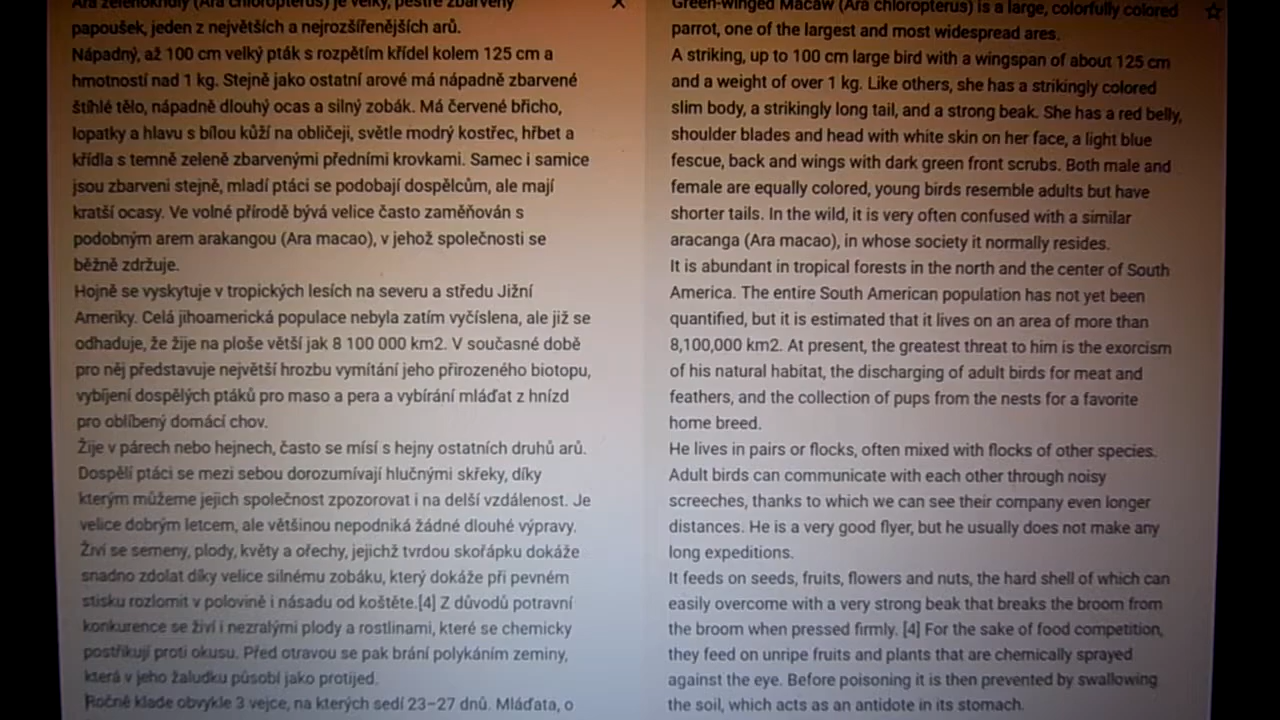 Ara zelenokřídlý (Ara chloropterus) je velký, pestře zbarvený
papoušek, jeden z největších a nejrozšířenějších arů.
Nápadný, až 100 cm velký pták s rozpětím křídel kolem 125 cm a
hmotností nad 1 kg. Stejně jako ostatní arové má nápadně zbarvené
štíhlé tělo, nápadně dlouhý ocas a silný zobák. Má červené břicho,
lopatky a hlavu s bílou kůží na obličeji, světle modrý kostřec, hřbet a
křídla s temně zeleně zbarvenými předními krovkami. Samec i samice
jsou zbarveni stejně, mladí ptáci se podobají dospělcům, ale mají
kratší ocasy. Ve volné přírodě bývá velice často zaměňován s
podobným arem arakangou (Ara macao), v jehož společnosti se
běžně zdržuje.
Hojně se vyskytuje v tropických lesích na severu a středu Jižní
Ameriky. Celá jihoamerická populace nebyla zatím vyčíslena, ale již se
odhaduje, že žije na ploše větší jak 8 100 000 km2. V současné době
pro něj představuje největší hrozbu vymítání jeho přirozeného biotopu,
vybíjení dospělých ptáků pro maso a pera a vybírání mláďat z hnízd
pro oblíbený domácí chov.
Žije v párech nebo hejnech, často se mísí s hejny ostatních druhů arů.
Dospělí ptáci se mezi sebou dorozumívají hlučnými skřeky, díky
kterým můžeme jejich společnost zpozorovat i na delší vzdálenost. Je
velice dobrým letcem, ale většinou nepodniká žádné dlouhé výpravy.
Živí se semeny, plody, květy a ořechy, jejichž tvrdou skořápku dokáže
snadno zdolat díky velice silnému zobáku, který dokáže při pevném
stisku rozlomit v polovině i násadu od koštěte.[4] Z důvodů potravní
konkurence se živí i nezralými plody a rostlinami, které se chemicky
postřikují proti okusu. Před otravou se pak brání polykáním zeminy,
která v jeho žaludku působí jako protijed.
Ročně klade obvykle 3 vejce, na kterých sedí 23–27 dnů. Mláďata, o
Green-winged Macaw (Ara chloropterus) is a large, colorfully colored
parrot, one of the largest and most widespread ares.
A striking, up to 100 cm large bird with a wingspan of about 125 cm
and a weight of over 1 kg. Like others, she has a strikingly colored
slim body, a strikingly long tail, and a strong beak. She has a red belly,
shoulder blades and head with white skin on her face, a light blue
fescue, back and wings with dark green front scrubs. Both male and
female are equally colored, young birds resemble adults but have
shorter tails. In the wild, it is very often confused with a similar
aracanga (Ara macao), in whose society it normally resides.
It is abundant in tropical forests in the north and the center of South
America. The entire South American population has not yet been
quantified, but it is estimated that it lives on an area of more than
8,100,000 km2. At present, the greatest threat to him is the exorcism
of his natural habitat, the discharging of adult birds for meat and
feathers, and the collection of pups from the nests for a favorite
home breed.
He lives in pairs or flocks, often mixed with flocks of other species.
Adult birds can communicate with each other through noisy
screeches, thanks to which we can see their company even longer
distances. He is a very good flyer, but he usually does not make any
long expeditions.
It feeds on seeds, fruits, flowers and nuts, the hard shell of which can
easily overcome with a very strong beak that breaks the broom from
the broom when pressed firmly. [4] For the sake of food competition,
they feed on unripe fruits and plants that are chemically sprayed
against the eye. Before poisoning it is then prevented by swallowing
the soil, which acts as an antidote in its stomach.